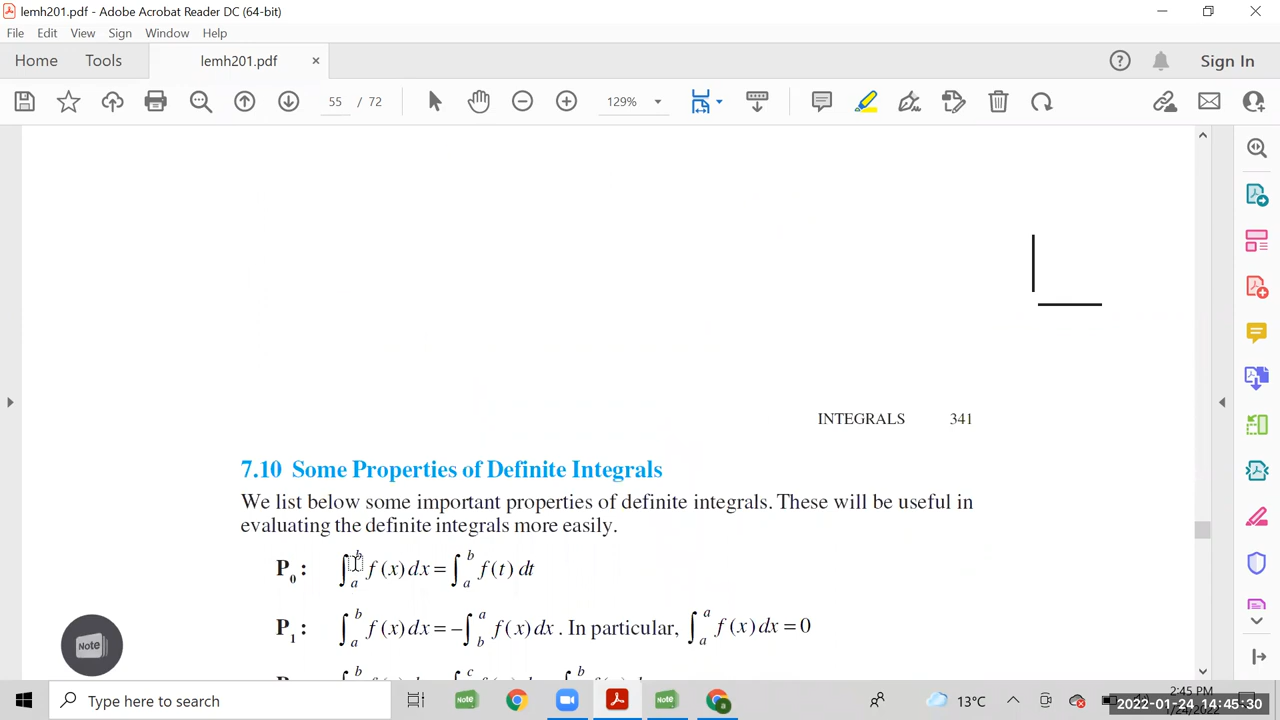 lemh201.pdf - Adobe Acrobat Reader DC (64-bit)
File Edit View Sign Window Help
Home Tools lemh201.pdf × ? Sign In
55 / 72 129%
INTEGRALS 341
7.10 Some Properties of Definite Integrals
We list below some important properties of definite integrals. These will be useful in
evaluating the definite integrals more easily.
P₀ : ∫ₐᵇ f (x) dx = ∫ₐᵇ f (t) dt
P₁ : ∫ₐᵇ f (x) dx = – ∫_b^a f (x) dx . In particular, ∫ₐᵃ f (x) dx = 0
Note
Type here to search
Note
Note
13°C
2:45 PM
2022-01-24 14:45:30